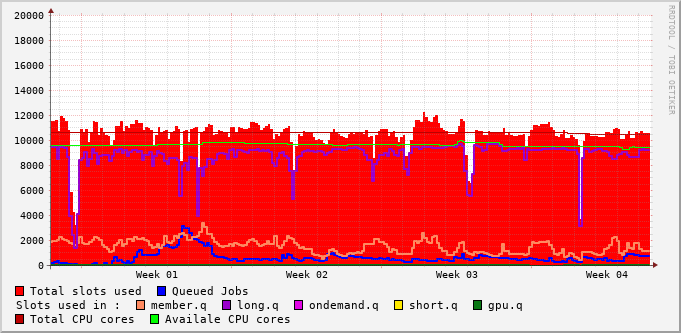 20000
18000
16000
14000
12000
10000
8000
6000
4000
2000
0
Week 01 Week 02 Week 03 Week 04
Total slots used Queued Jobs
Slots used in : member.q long.q ondemand.q short.q gpu.q
Total CPU cores Availale CPU cores
RRDTOOL / TOBI OETIKER